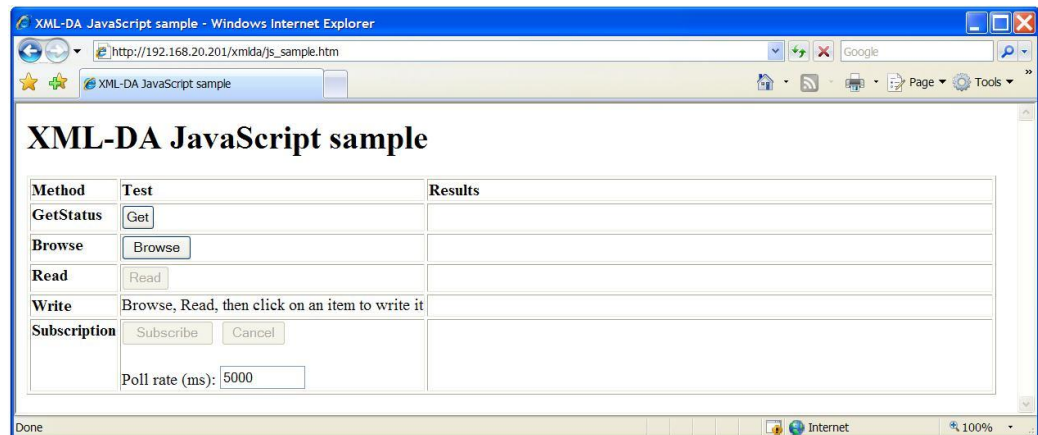 XML-DA JavaScript sample - Windows Internet Explorer
http://192.168.20.201/xmlda/js_sample.htm
Google
XML-DA JavaScript sample
Page
Tools
»
XML-DA JavaScript sample
Method Test Results
GetStatus Get
Browse Browse
Read Read
Write Browse, Read, then click on an item to write it
Subscription Subscribe Cancel
Poll rate (ms): 5000
Done Internet 100%